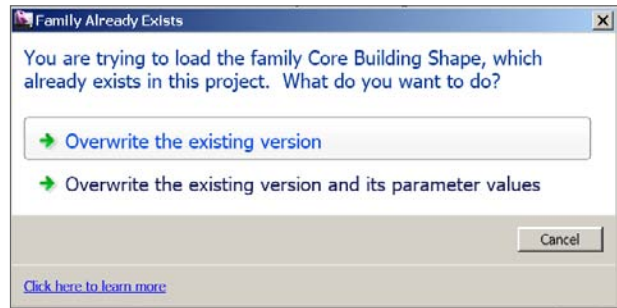 Family Already Exists
You are trying to load the family Core Building Shape, which
already exists in this project. What do you want to do?
Overwrite the existing version
Overwrite the existing version and its parameter values
Cancel
Click here to learn more